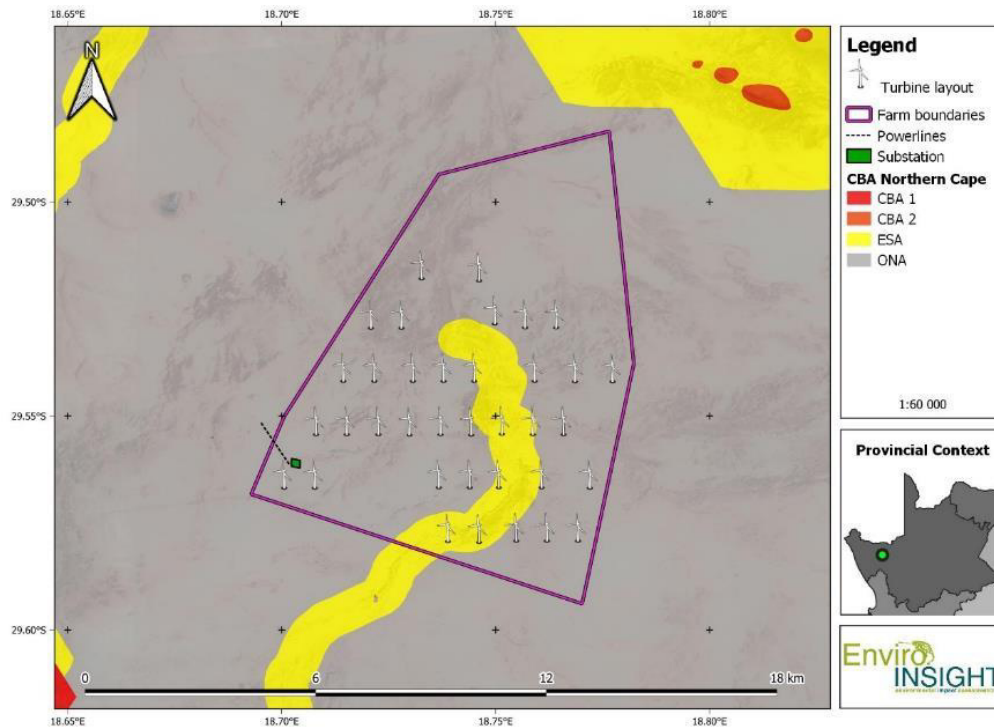 18.65°E 18.70°E 18.75°E 18.80°E
N
29.50°S
29.55°S
29.60°S
0 6 12 18 km
18.65°E 18.70°E 18.75°E 18.80°E
Legend
Turbine layout
Farm boundaries
Powerlines
Substation
CBA Northern Cape
CBA 1
CBA 2
ESA
ONA
1:60 000
Provincial Context
Enviro
INSIGHT